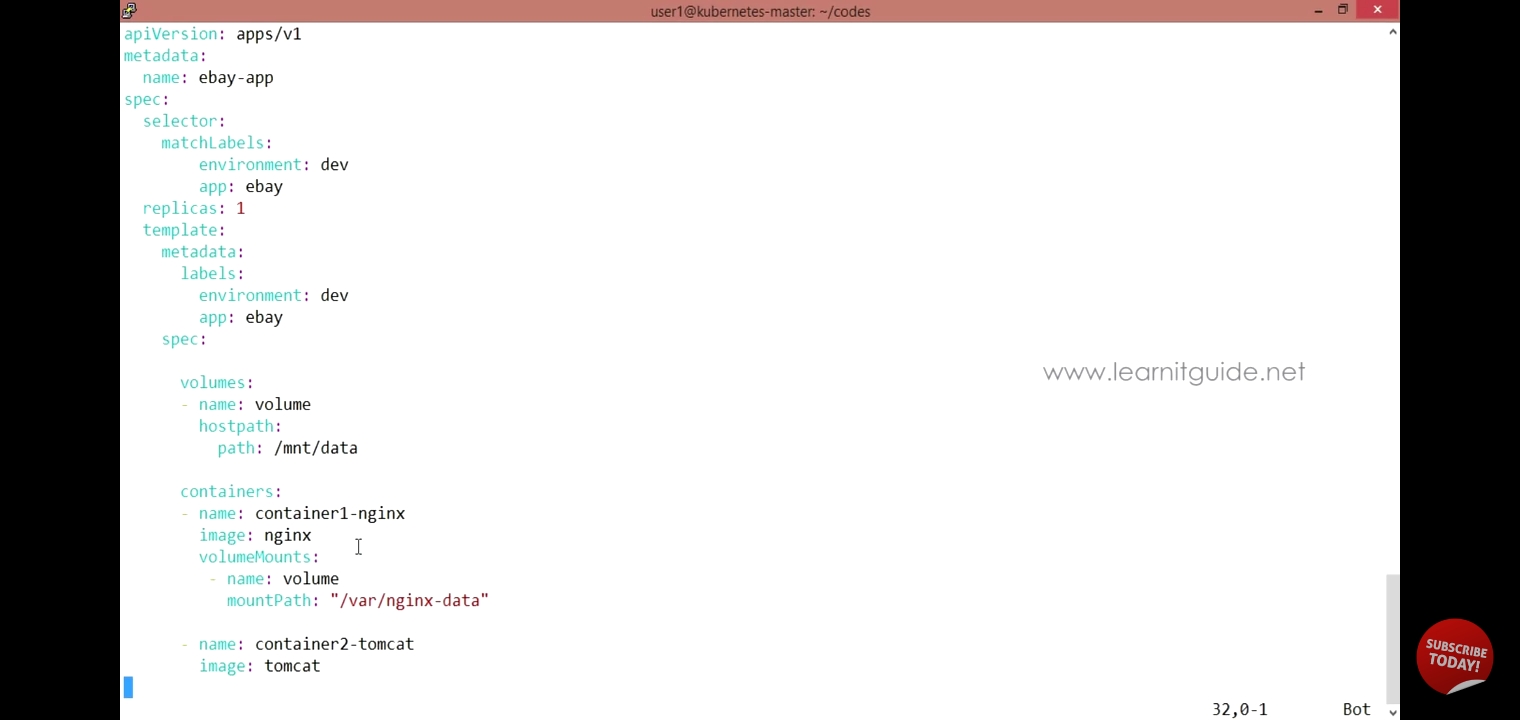 user1@kubernetes-master: ~/codes
apiVersion: apps/v1
metadata:
  name: ebay-app
spec:
  selector:
    matchLabels:
        environment: dev
        app: ebay
  replicas: 1
  template:
    metadata:
      labels:
        environment: dev
        app: ebay
    spec:
      volumes:
      - name: volume
        hostpath:
          path: /mnt/data
      containers:
      - name: container1-nginx
        image: nginx
        volumeMounts:
         - name: volume
           mountPath: "/var/nginx-data"
      - name: container2-tomcat
        image: tomcat
32,0-1 Bot
www.learnitguide.net
SUBSCRIBE
TODAY!